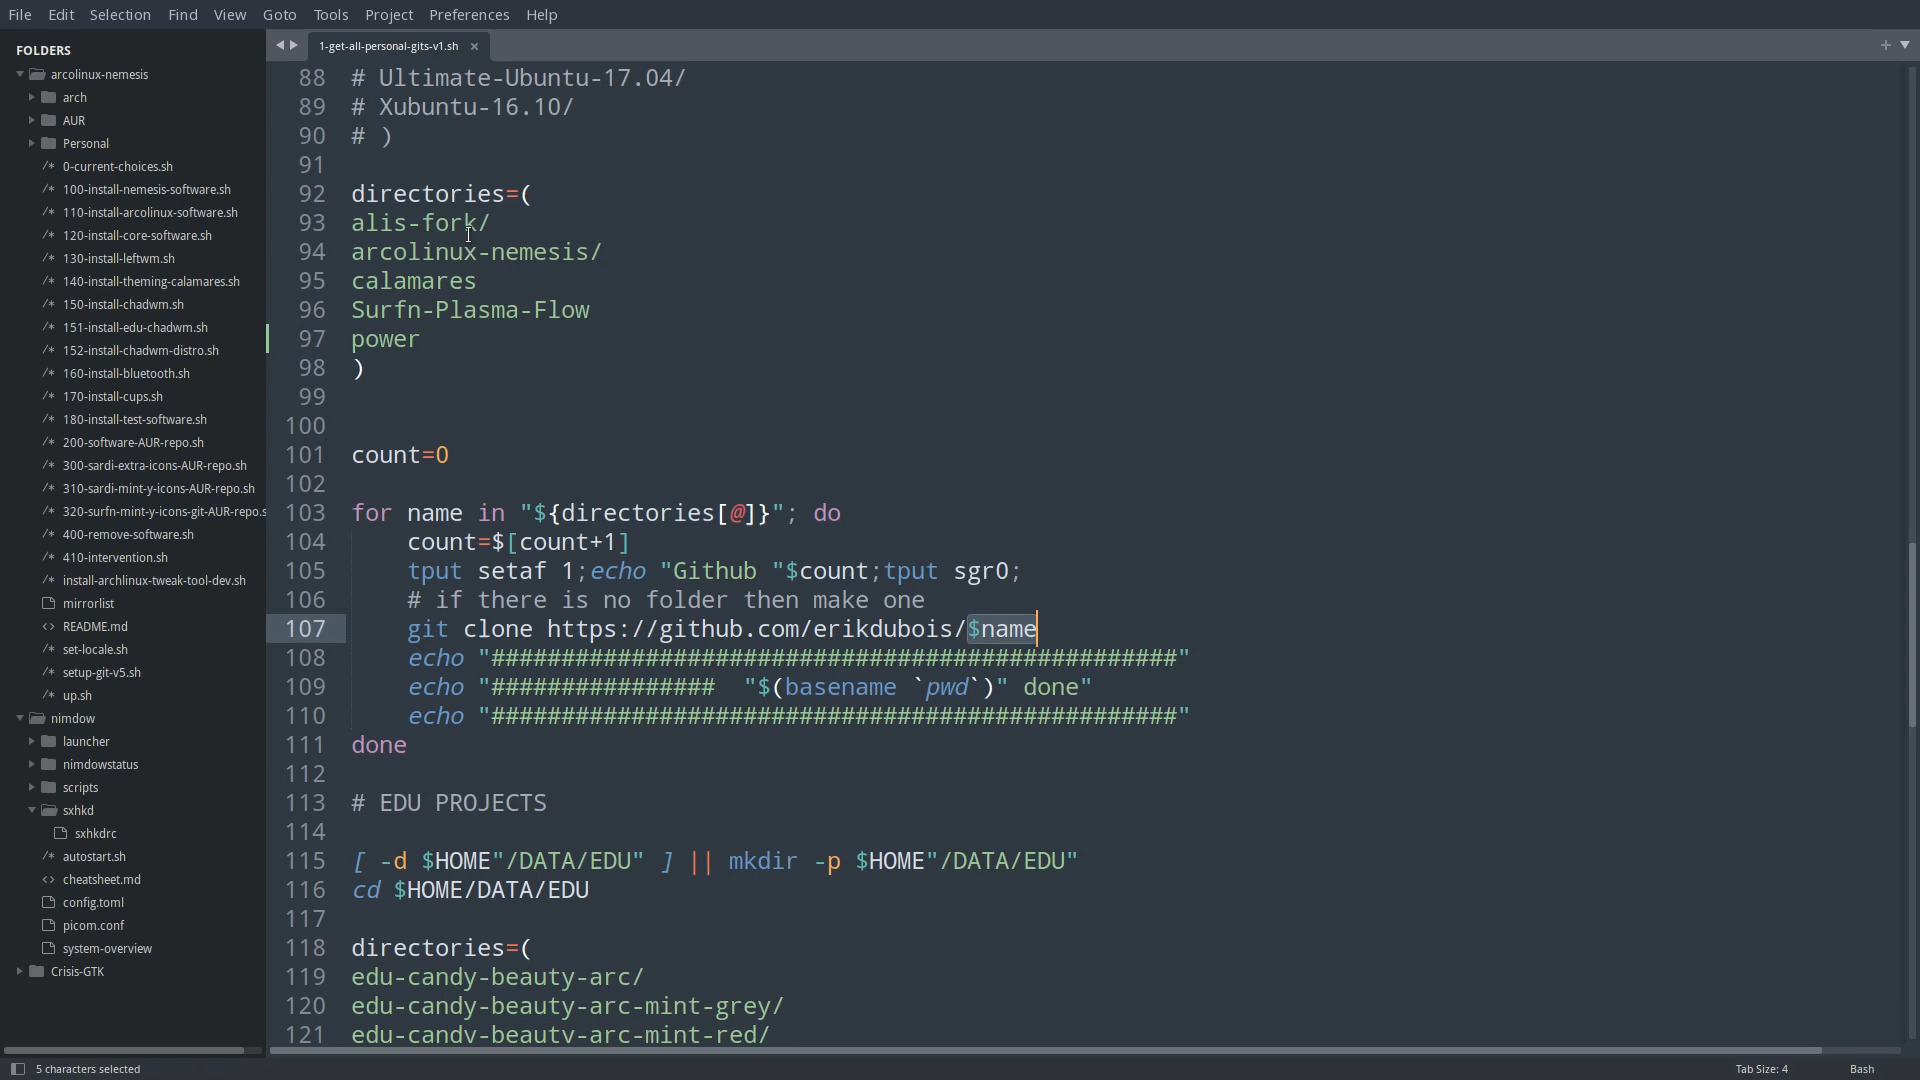 File Edit Selection Find View Goto Tools Project Preferences Help
FOLDERS
arcolinux-nemesis
arch
AUR
Personal
/* 0-current-choices.sh
/* 100-install-nemesis-software.sh
/* 110-install-arcolinux-software.sh
/* 120-install-core-software.sh
/* 130-install-leftwm.sh
/* 140-install-theming-calamares.sh
/* 150-install-chadwm.sh
/* 151-install-edu-chadwm.sh
/* 152-install-chadwm-distro.sh
/* 160-install-bluetooth.sh
/* 170-install-cups.sh
/* 180-install-test-software.sh
/* 200-software-AUR-repo.sh
/* 300-sardi-extra-icons-AUR-repo.sh
/* 310-sardi-mint-y-icons-AUR-repo.sh
/* 320-surfn-mint-y-icons-git-AUR-repo.s
/* 400-remove-software.sh
/* 410-intervention.sh
/* install-archlinux-tweak-tool-dev.sh
mirrorlist
<> README.md
/* set-locale.sh
/* setup-git-v5.sh
/* up.sh
nimdow
launcher
nimdowstatus
scripts
sxhkd
sxhkdrc
/* autostart.sh
<> cheatsheet.md
config.toml
picom.conf
system-overview
Crisis-GTK
1-get-all-personal-gits-v1.sh ×
88 # Ultimate-Ubuntu-17.04/
89 # Xubuntu-16.10/
90 # )
91
92 directories=(
93 alis-fork/
94 arcolinux-nemesis/
95 calamares
96 Surfn-Plasma-Flow
97 power
98 )
99
100
101 count=0
102
103 for name in "${directories[@]}"; do
104 count=$[count+1]
105 tput setaf 1;echo "Github "$count;tput sgr0;
106 # if there is no folder then make one
107 git clone https://github.com/erikdubois/$name
108 echo "#################################################"
109 echo "################  "$(basename `pwd`)" done"
110 echo "#################################################"
111 done
112
113 # EDU PROJECTS
114
115 [ -d $HOME"/DATA/EDU" ] || mkdir -p $HOME"/DATA/EDU"
116 cd $HOME/DATA/EDU
117
118 directories=(
119 edu-candy-beauty-arc/
120 edu-candy-beauty-arc-mint-grey/
121 edu-candy-beauty-arc-mint-red/
5 characters selected
Tab Size: 4
Bash